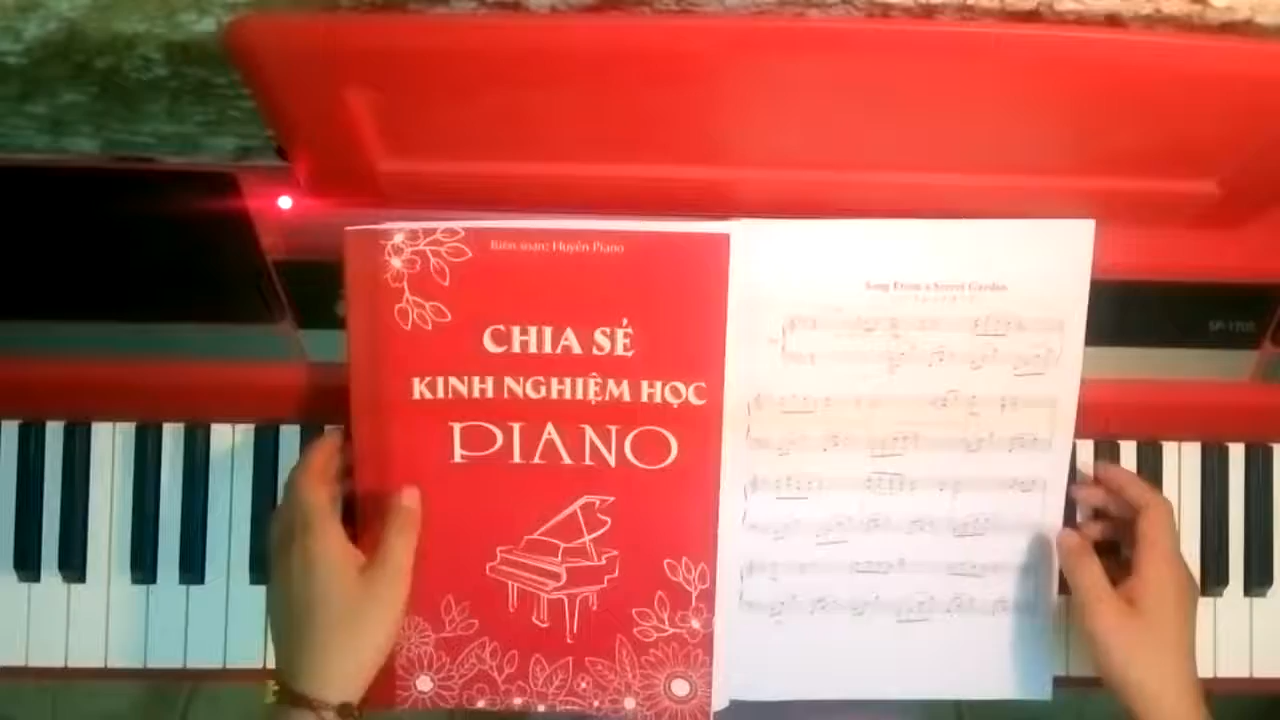 Biên soạn: Huyền Piano
CHIA SẺ
KINH NGHIỆM HỌC
PIANO
Song From a Secret Garden